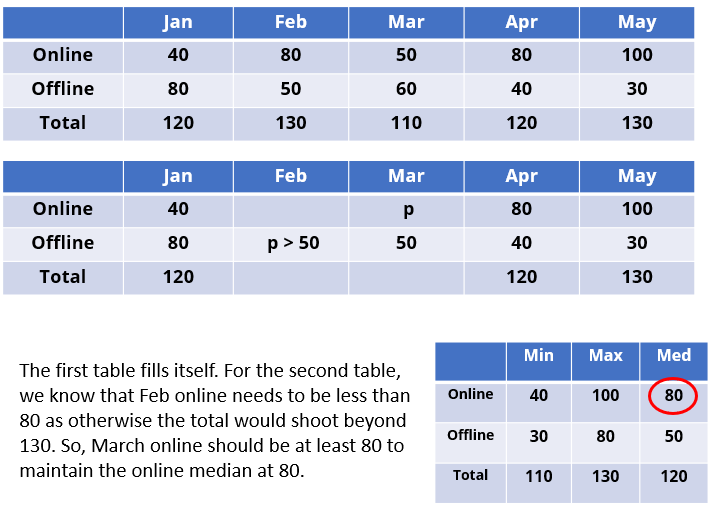 Jan Feb Mar Apr May
Online 40 80 50 80 100
Offline 80 50 60 40 30
Total 120 130 110 120 130
Jan Feb Mar Apr May
Online 40 p 80 100
Offline 80 p > 50 50 40 30
Total 120 120 130
The first table fills itself. For the second table,
we know that Feb online needs to be less than
80 as otherwise the total would shoot beyond
130. So, March online should be at least 80 to
maintain the online median at 80.
Min Max Med
Online 40 100 80
Offline 30 80 50
Total 110 130 120